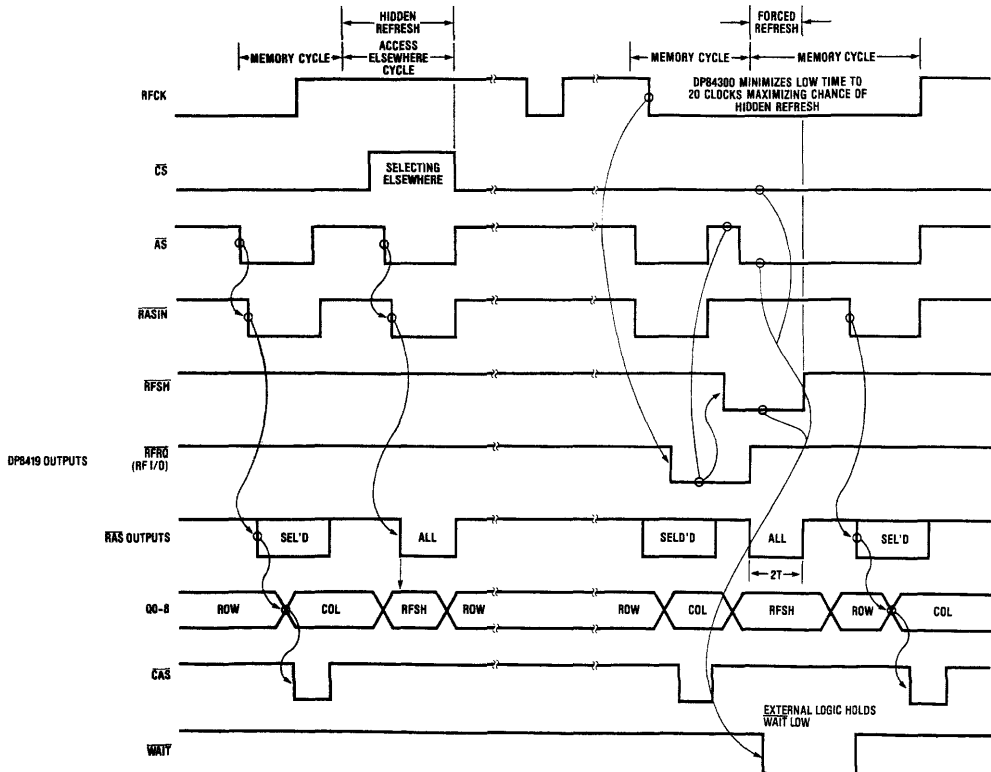 HIDDEN
REFRESH
FORCED
REFRESH
MEMORY CYCLE
ACCESS
ELSEWHERE
CYCLE
MEMORY CYCLE
MEMORY CYCLE
RFCK
DP84300 MINIMIZES LOW TIME TO
20 CLOCKS MAXIMIZING CHANCE OF
HIDDEN REFRESH
CS
SELECTING
ELSEWHERE
AS
RASIN
RFSH
DP8419 OUTPUTS
RFRQ
(RF I/O)
RAS OUTPUTS
SEL'D
ALL
SELD'D
ALL
SEL'D
2T
Q0-8
ROW
COL
RFSH
ROW
ROW
COL
RFSH
ROW
COL
CAS
EXTERNAL LOGIC HOLDS
WAIT LOW
WAIT